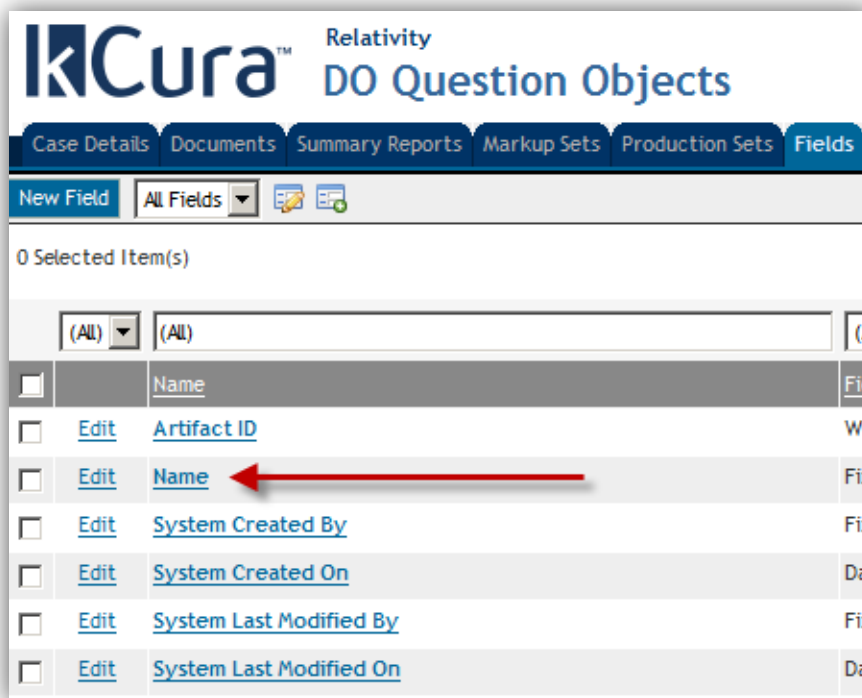 kCura™ Relativity
DO Question Objects
Case Details Documents Summary Reports Markup Sets Production Sets Fields
New Field All Fields
0 Selected Item(s)
(All) (All) (
Name Fi
Edit Artifact ID W
Edit Name Fi
Edit System Created By Fi
Edit System Created On Da
Edit System Last Modified By Fi
Edit System Last Modified On Da